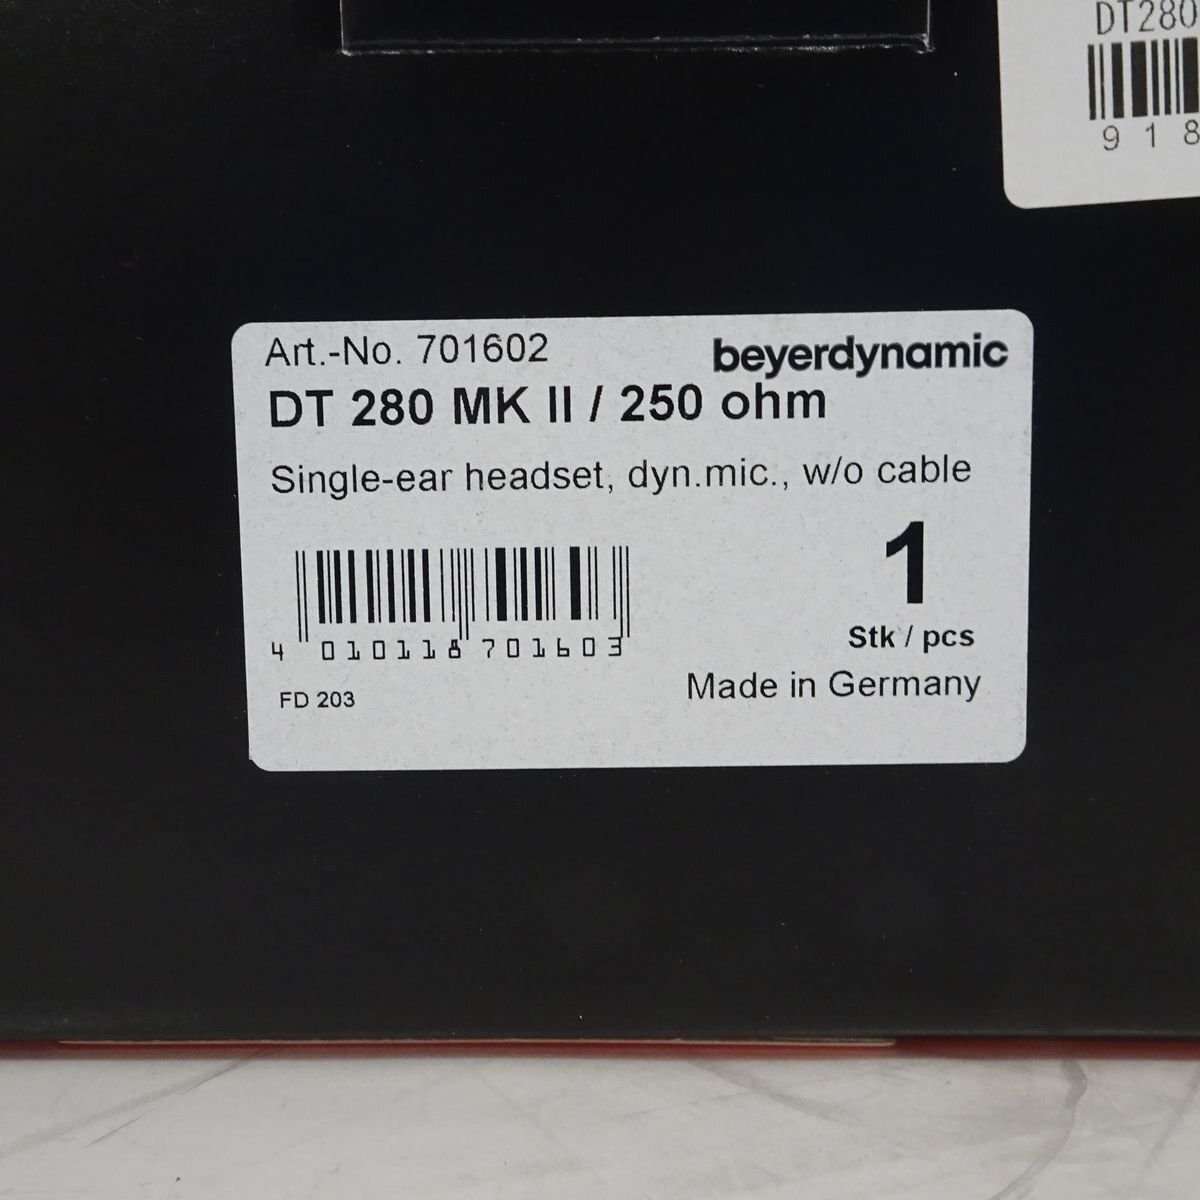 DT280
918
Art.-No. 701602
beyerdynamic
DT 280 MK II / 250 ohm
Single-ear headset, dyn.mic., w/o cable
1
Stk / pcs
4 010118 701603
FD 203
Made in Germany